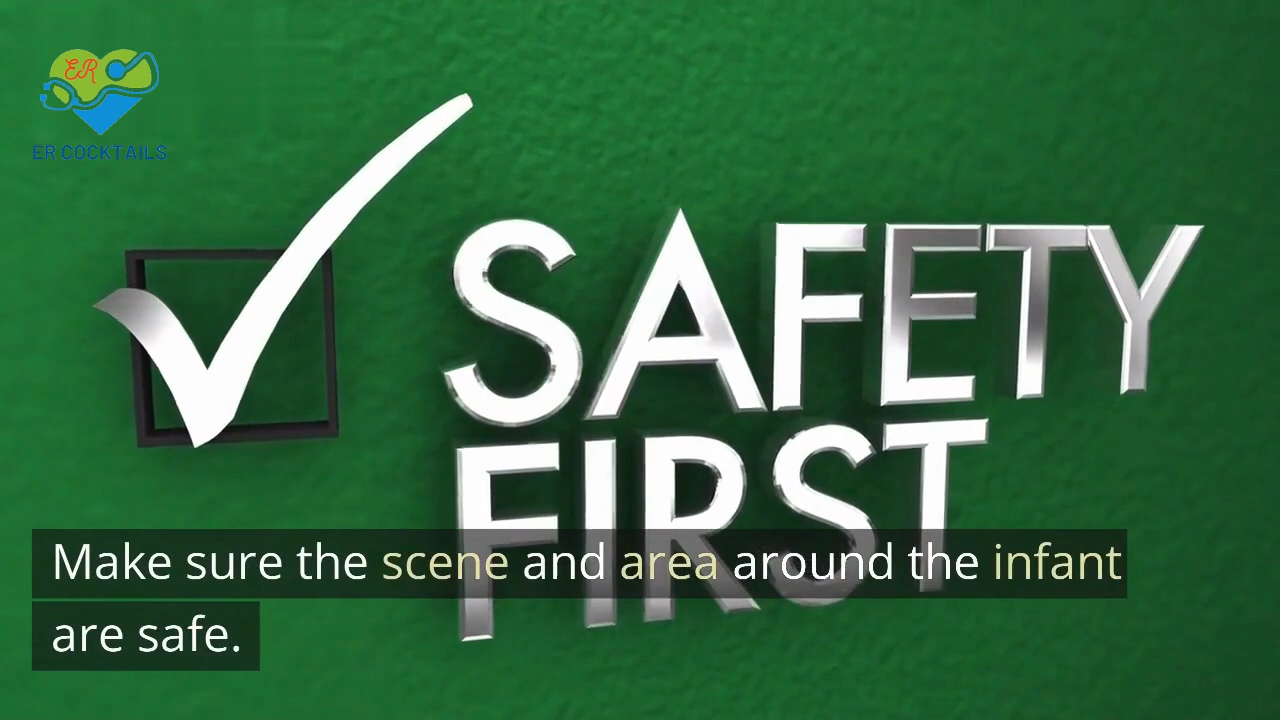 ER
ER COCKTAILS
SAFETY
FIRST
Make sure the scene and area around the infant
are safe.